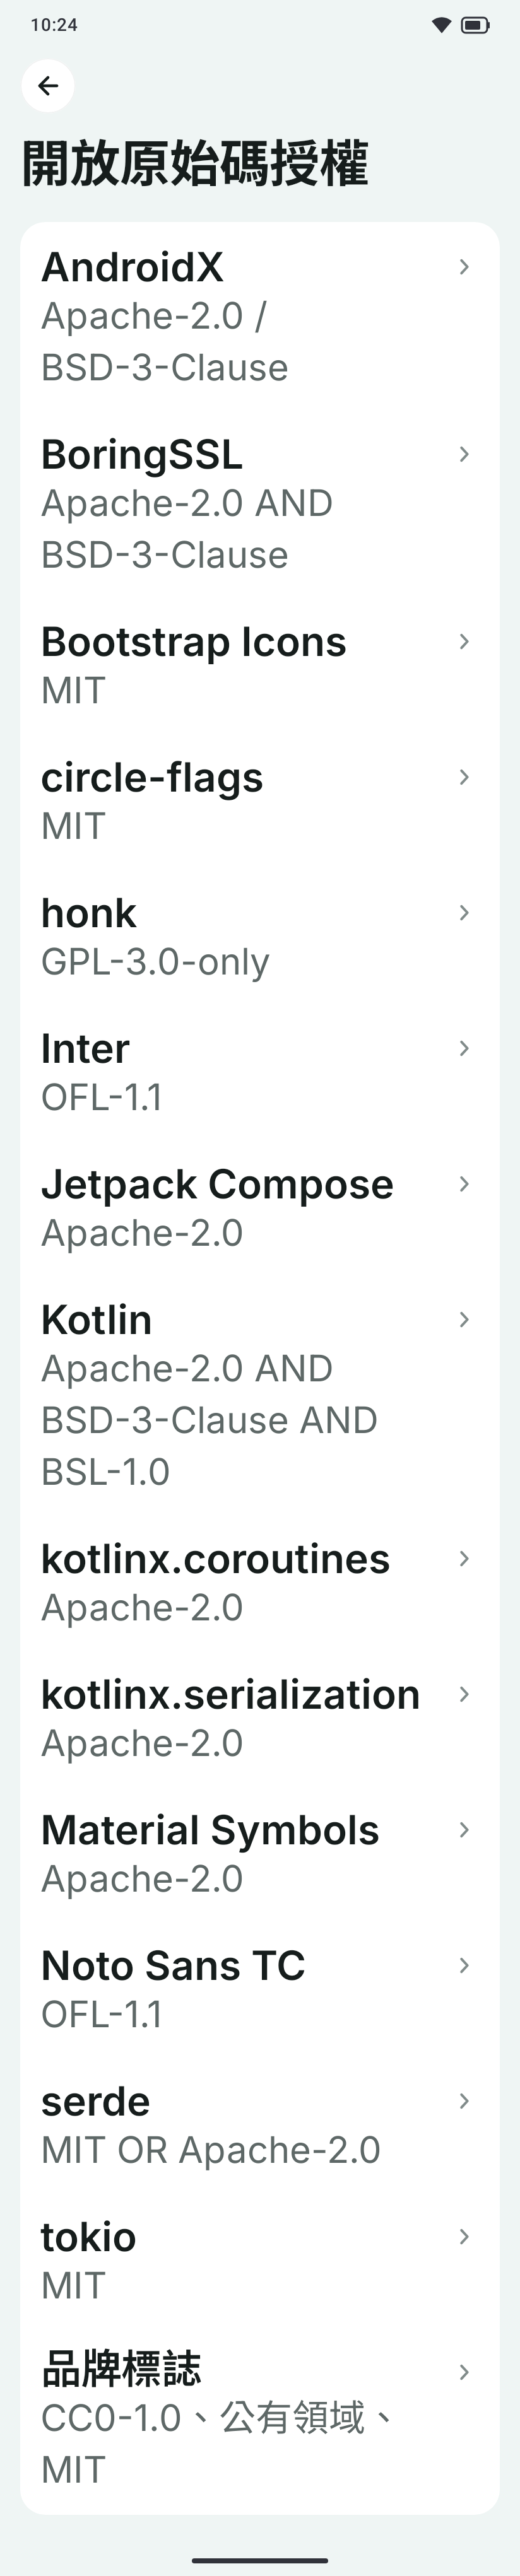 10:24
開放原始碼授權
AndroidX
Apache-2.0 /
BSD-3-Clause
BoringSSL
Apache-2.0 AND
BSD-3-Clause
Bootstrap Icons
MIT
circle-flags
MIT
honk
GPL-3.0-only
Inter
OFL-1.1
Jetpack Compose
Apache-2.0
Kotlin
Apache-2.0 AND
BSD-3-Clause AND
BSL-1.0
kotlinx.coroutines
Apache-2.0
kotlinx.serialization
Apache-2.0
Material Symbols
Apache-2.0
Noto Sans TC
OFL-1.1
serde
MIT OR Apache-2.0
tokio
MIT
品牌標誌
CC0-1.0、公有領域、
MIT